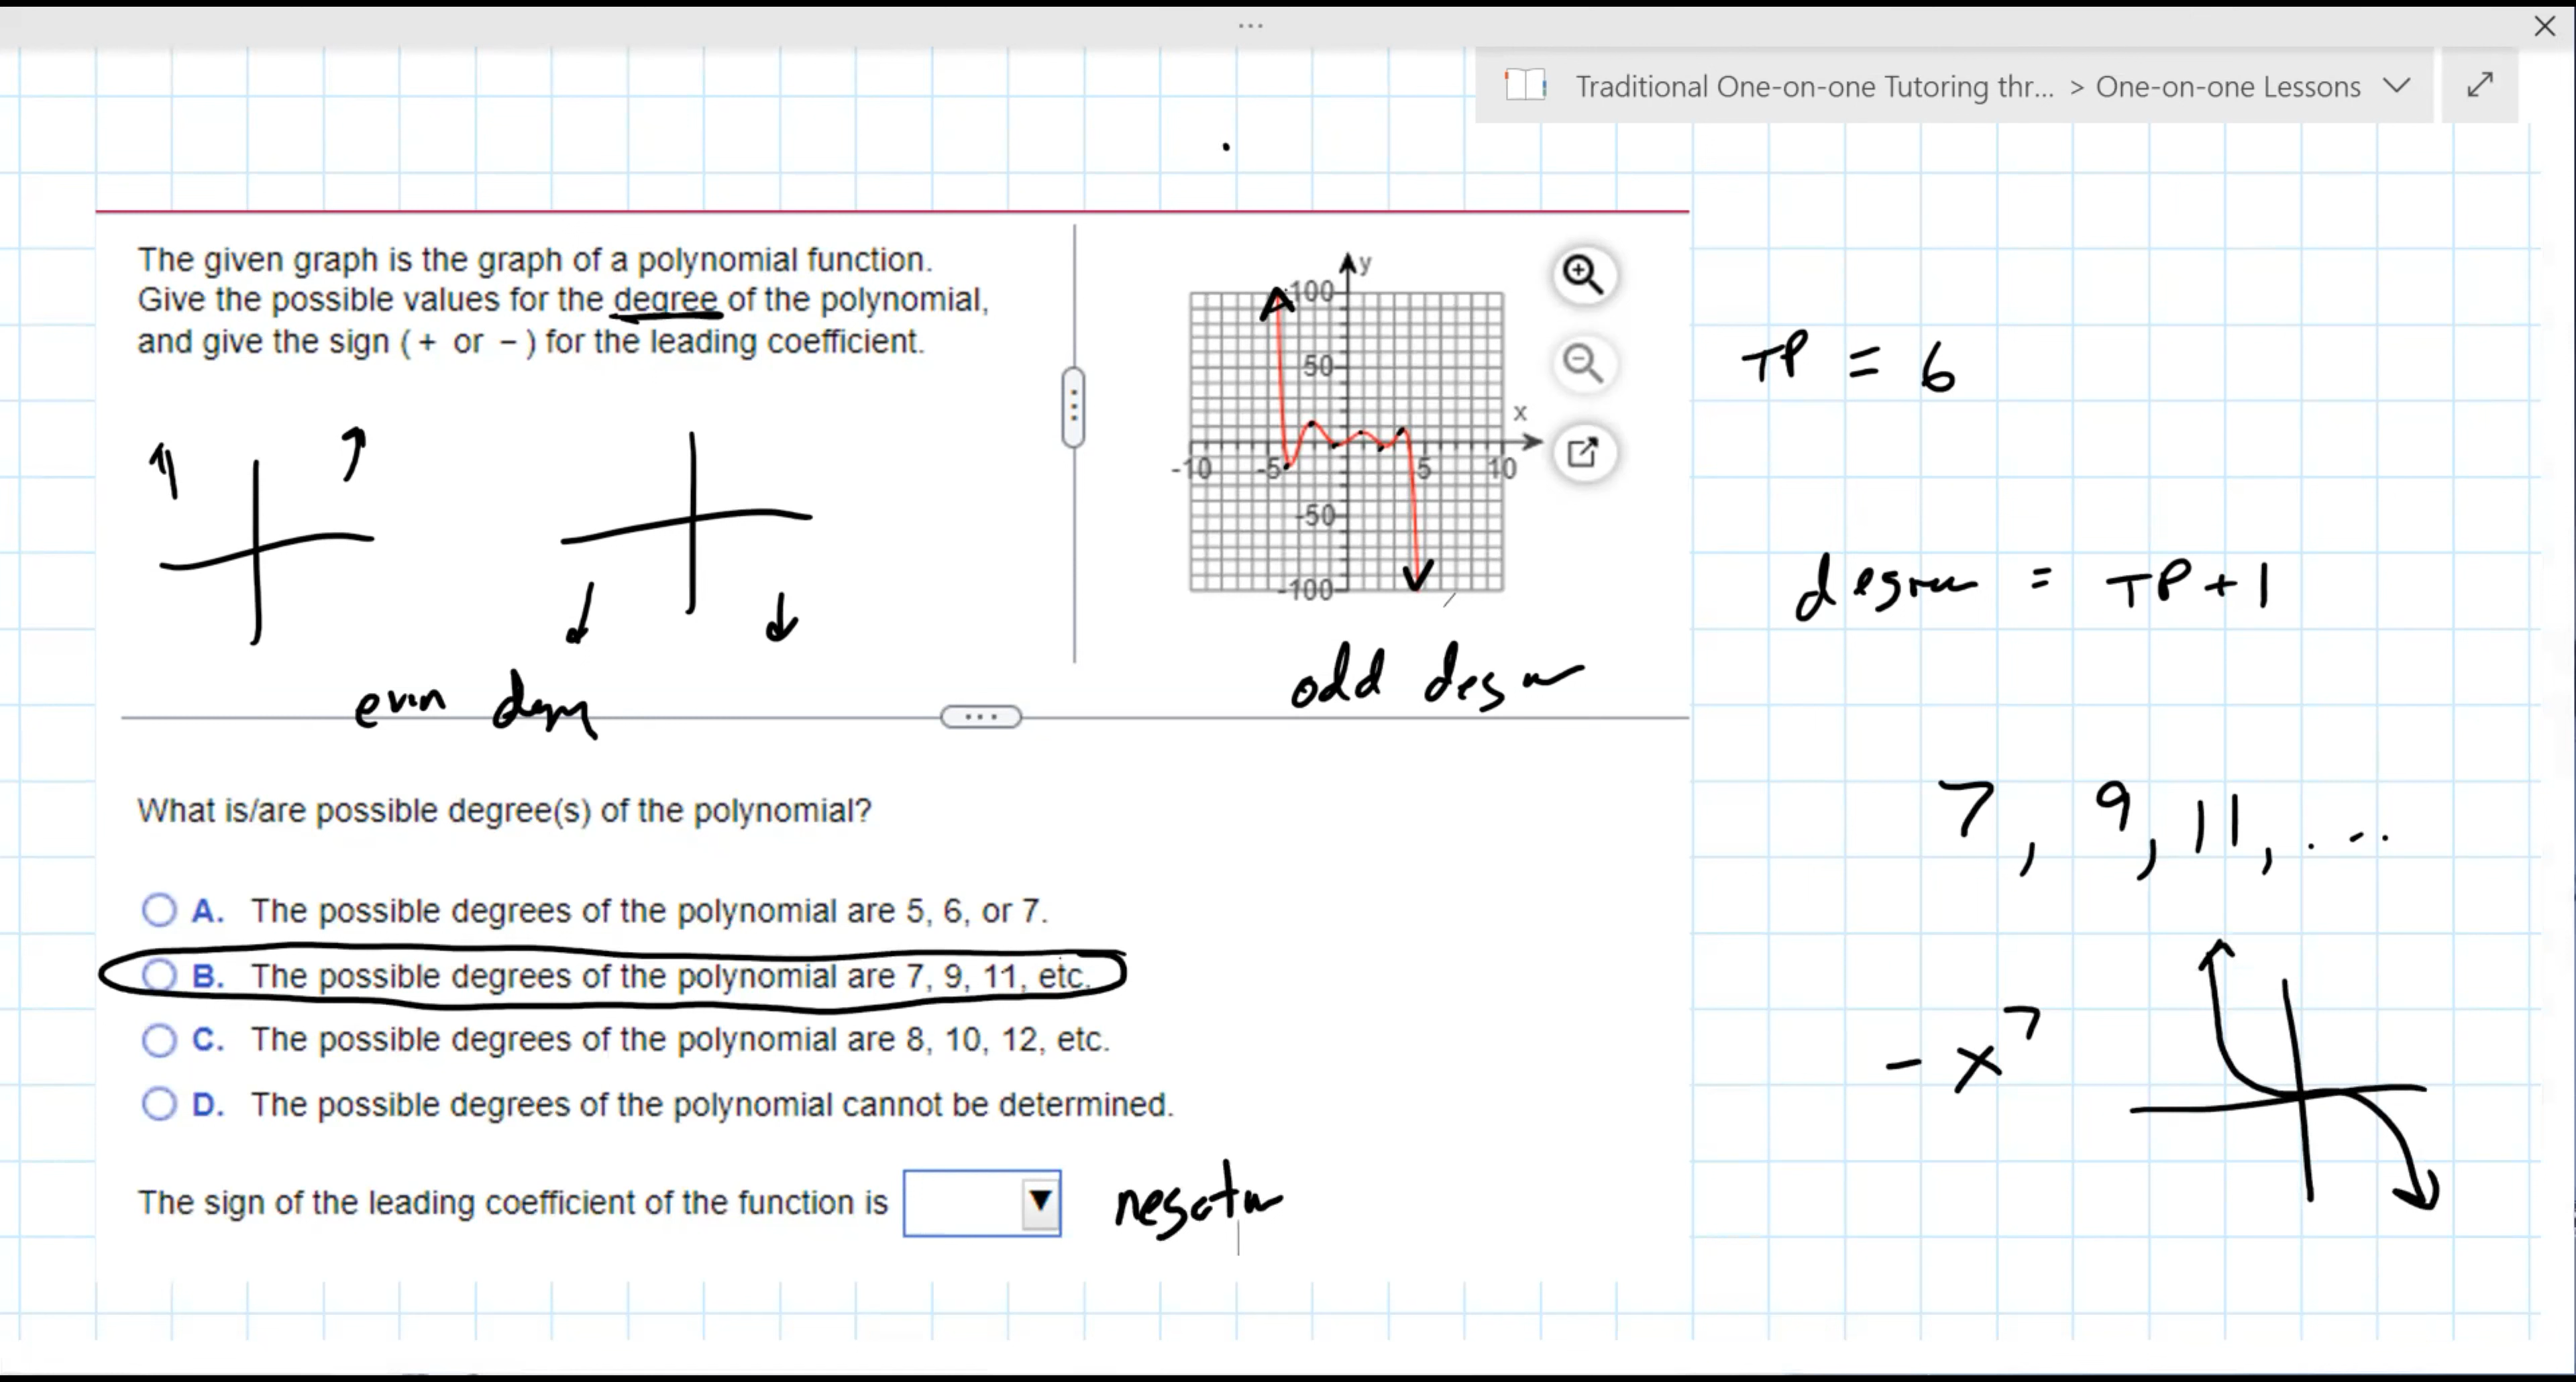 Traditional One-on-one Tutoring thr... > One-on-one Lessons
The given graph is the graph of a polynomial function.
Give the possible values for the degree of the polynomial,
and give the sign ( + or − ) for the leading coefficient.
y
100
50
x
-10 -5 5 10
-50
-100
TP = 6
degree = TP + 1
even
odd
7, 9, 11, ...
What is/are possible degree(s) of the polynomial?
A. The possible degrees of the polynomial are 5, 6, or 7.
B. The possible degrees of the polynomial are 7, 9, 11, etc.
C. The possible degrees of the polynomial are 8, 10, 12, etc.
D. The possible degrees of the polynomial cannot be determined.
- x⁷
The sign of the leading coefficient of the function is